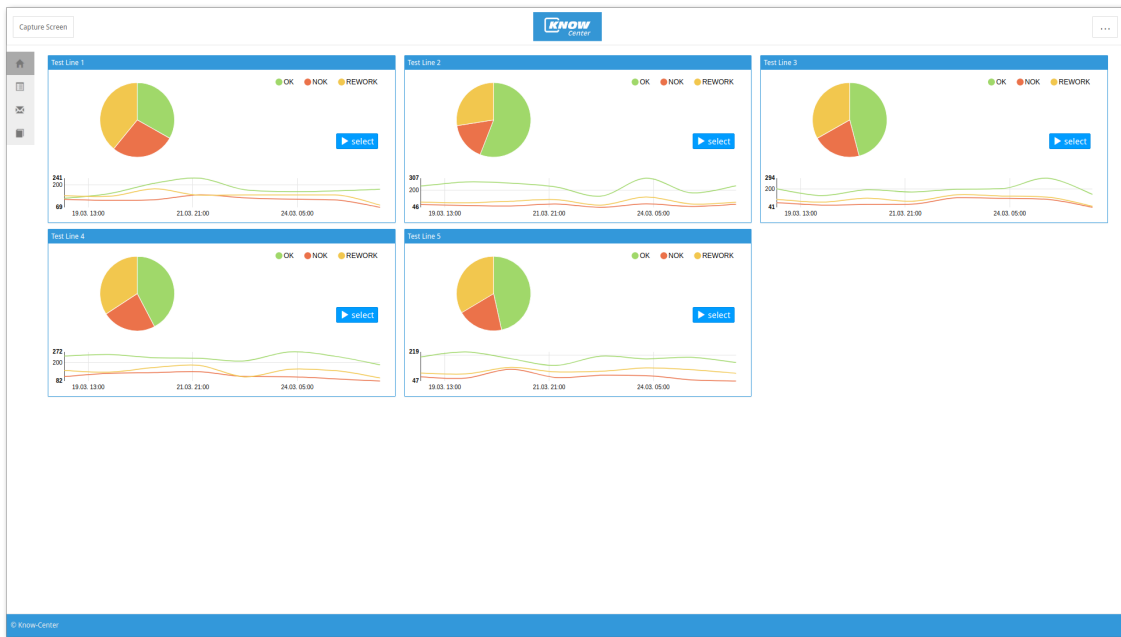 Capture Screen
KNOW
Center
...
Test Line 1
OK NOK REWORK
select
241
200
69
19.03. 13:00 21.03. 21:00 24.03. 05:00
Test Line 2
OK NOK REWORK
select
307
200
46
19.03. 13:00 21.03. 21:00 24.03. 05:00
Test Line 3
OK NOK REWORK
select
294
200
41
19.03. 13:00 21.03. 21:00 24.03. 05:00
Test Line 4
OK NOK REWORK
select
272
200
82
19.03. 13:00 21.03. 21:00 24.03. 05:00
Test Line 5
OK NOK REWORK
select
219
47
19.03. 13:00 21.03. 21:00 24.03. 05:00
© Know-Center